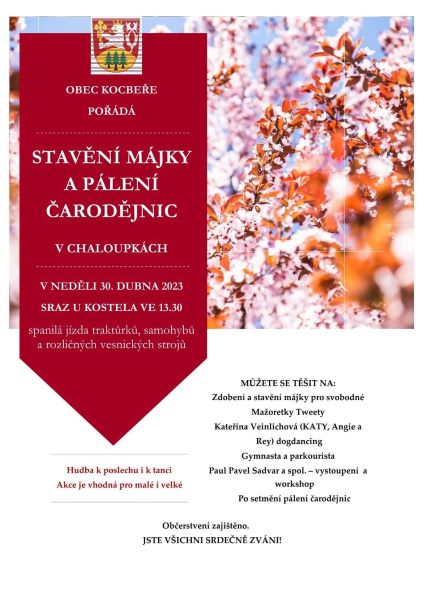 OBEC KOCBEŘE
POŘÁDÁ
STAVĚNÍ MÁJKY
A PÁLENÍ
ČARODĚJNIC
V CHALOUPKÁCH
V NEDĚLI 30. DUBNA 2023
SRAZ U KOSTELA VE 13.30
spanilá jízda traktůrků, samohybů
a rozličných vesnických strojů
Hudba k poslechu i k tanci
Akce je vhodná pro malé i velké
MŮŽETE SE TĚŠIT NA:
Zdobení a stavění májky pro svobodné
Mažoretky Tweety
Kateřina Veinlichová (KATY, Angie a
Rey) dogdancing
Gymnasta a parkourista
Paul Pavel Sadvar a spol. – vystoupení a
workshop
Po setmění pálení čarodějnic
Občerstvení zajištěno.
JSTE VŠICHNI SRDEČNĚ ZVÁNI!